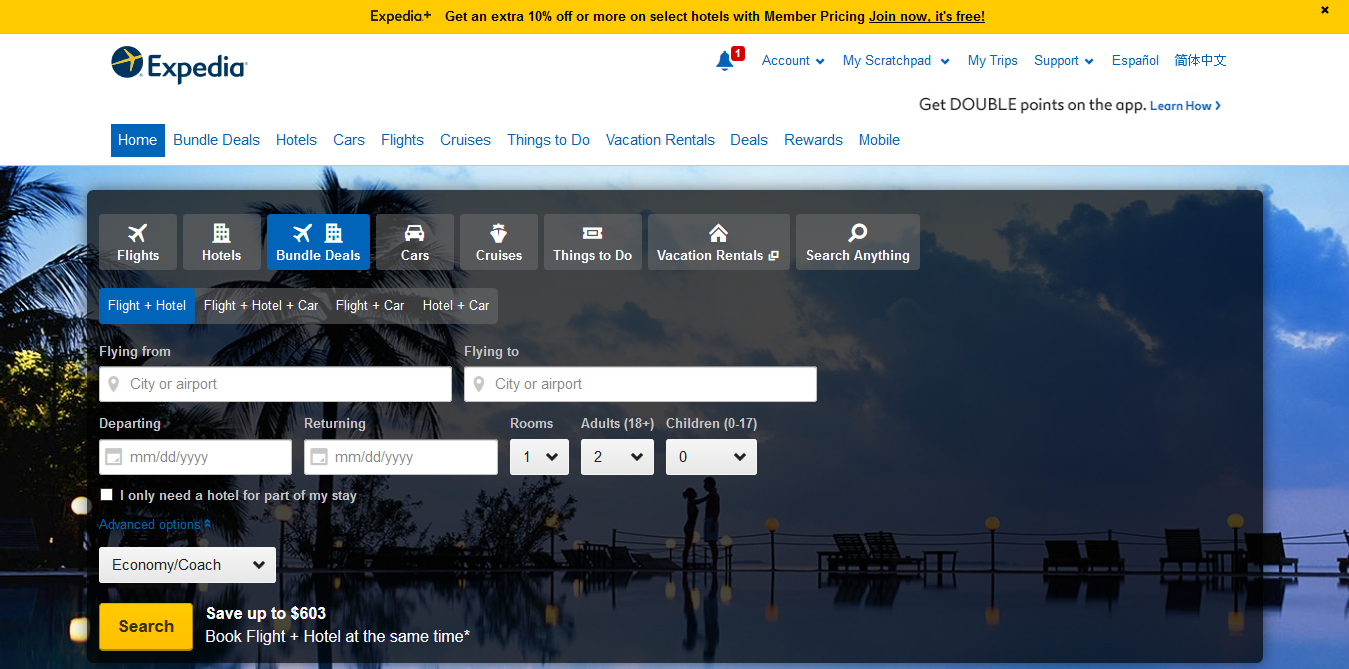 Expedia+ Get an extra 10% off or more on select hotels with Member Pricing Join now, it's free!
Expedia
1 Account My Scratchpad My Trips Support Español 简体中文
Get DOUBLE points on the app. Learn How
Home Bundle Deals Hotels Cars Flights Cruises Things to Do Vacation Rentals Deals Rewards Mobile
Flights Hotels Bundle Deals Cars Cruises Things to Do Vacation Rentals Search Anything
Flight + Hotel Flight + Hotel + Car Flight + Car Hotel + Car
Flying from Flying to
City or airport City or airport
Departing Returning Rooms Adults (18+) Children (0-17)
mm/dd/yyyy mm/dd/yyyy 1 2 0
I only need a hotel for part of my stay
Advanced options
Economy/Coach
Save up to $603
Search
Book Flight + Hotel at the same time*